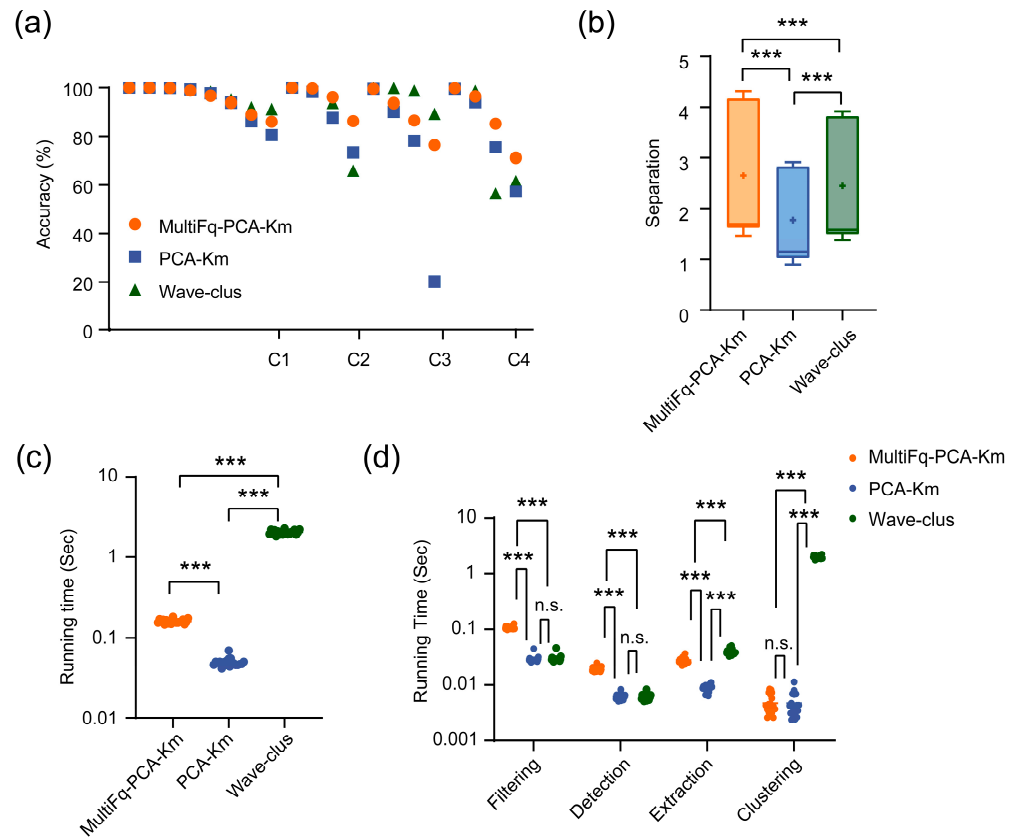 (a)
100
80
60
40
20
0
Accuracy (%)
MultiFq-PCA-Km
PCA-Km
Wave-clus
C1 C2 C3 C4
(b)
***
*** ***
5
4
3
2
1
0
Separation
MultiFq-PCA-Km
PCA-Km
Wave-clus
(c)
***
***
***
10
1
0.1
0.01
Running time (Sec)
MultiFq-PCA-Km
PCA-Km
Wave-clus
(d)
MultiFq-PCA-Km
PCA-Km
Wave-clus
*** *** *** ***
*** *** *** ***
n.s. n.s. *** n.s.
10
1
0.1
0.01
0.001
Running Time (Sec)
Filtering
Detection
Extraction
Clustering